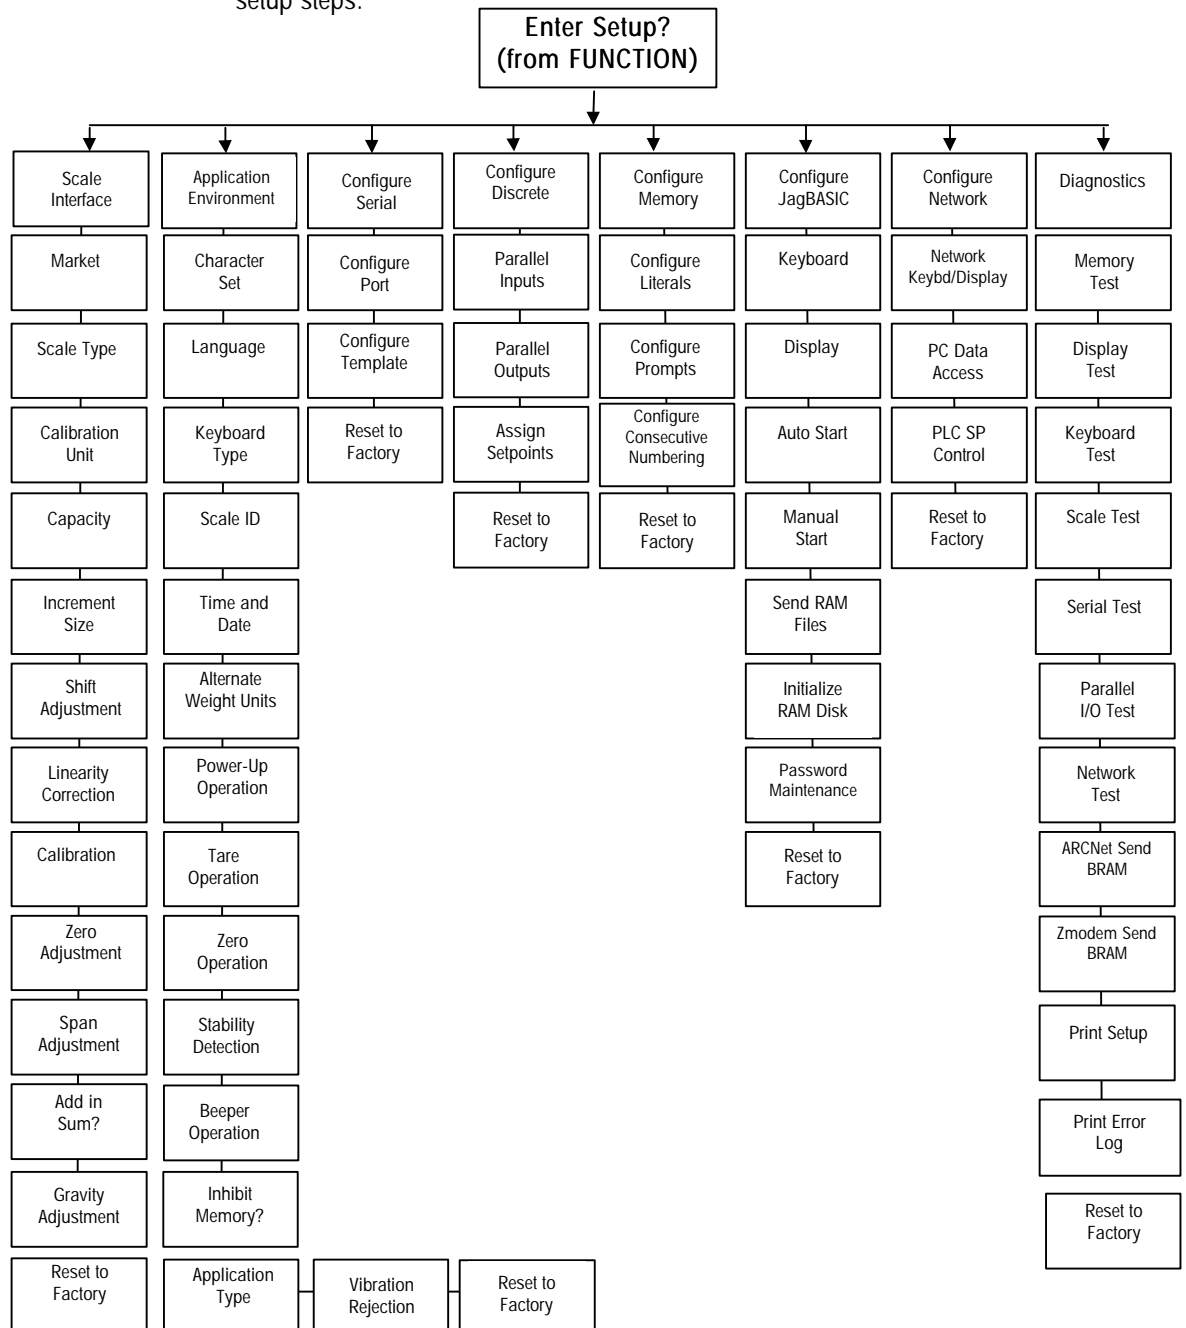 setup steps.
Enter Setup?
(from FUNCTION)
Scale
Interface
Market
Scale Type
Calibration
Unit
Capacity
Increment
Size
Shift
Adjustment
Linearity
Correction
Calibration
Zero
Adjustment
Span
Adjustment
Add in
Sum?
Gravity
Adjustment
Reset to
Factory
Application
Environment
Character
Set
Language
Keyboard
Type
Scale ID
Time and
Date
Alternate
Weight Units
Power-Up
Operation
Tare
Operation
Zero
Operation
Stability
Detection
Beeper
Operation
Inhibit
Memory?
Application
Type
Vibration
Rejection
Reset to
Factory
Configure
Serial
Configure
Port
Configure
Template
Reset to
Factory
Configure
Discrete
Parallel
Inputs
Parallel
Outputs
Assign
Setpoints
Reset to
Factory
Configure
Memory
Configure
Literals
Configure
Prompts
Configure
Consecutive
Numbering
Reset to
Factory
Configure
JagBASIC
Keyboard
Display
Auto Start
Manual
Start
Send RAM
Files
Initialize
RAM Disk
Password
Maintenance
Reset to
Factory
Configure
Network
Network
Keybd/Display
PC Data
Access
PLC SP
Control
Reset to
Factory
Diagnostics
Memory
Test
Display
Test
Keyboard
Test
Scale Test
Serial Test
Parallel
I/O Test
Network
Test
ARCNet Send
BRAM
Zmodem Send
BRAM
Print Setup
Print Error
Log
Reset to
Factory